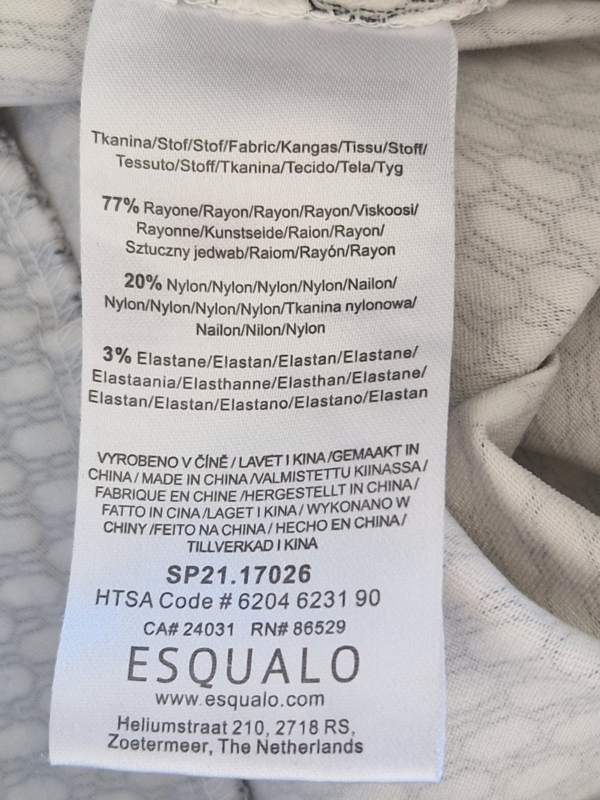 Tkanina/Stof/Stof/Fabric/Kangas/Tissu/Stoff/
Tessuto/Stoff/Tkanina/Tecido/Tela/Tyg
77% Rayone/Rayon/Rayon/Rayon/Viskoosi/
Rayonne/Kunstseide/Raion/Rayon/
Sztuczny jedwab/Raiom/Rayón/Rayon
20% Nylon/Nylon/Nylon/Nylon/Nailon/
Nylon/Nylon/Nylon/Nylon/Tkanina nylonowa/
Nailon/Nilon/Nylon
3% Elastane/Elastan/Elastan/Elastane/
Elastaania/Elasthanne/Elasthan/Elastane/
Elastan/Elastan/Elastano/Elastano/Elastan
VYROBENO V ČÍNĚ / LAVET I KINA /GEMAAKT IN
CHINA / MADE IN CHINA /VALMISTETTU KIINASSA/
FABRIQUE EN CHINE /HERGESTELLT IN CHINA/
FATTO IN CINA /LAGET I KINA / WYKONANO W
CHINY /FEITO NA CHINA / HECHO EN CHINA/
TILLVERKAD I KINA
SP21.17026
HTSA Code # 6204 6231 90
CA# 24031 RN# 86529
ESQUALO
www.esqualo.com
Heliumstraat 210, 2718 RS,
Zoetermeer, The Netherlands